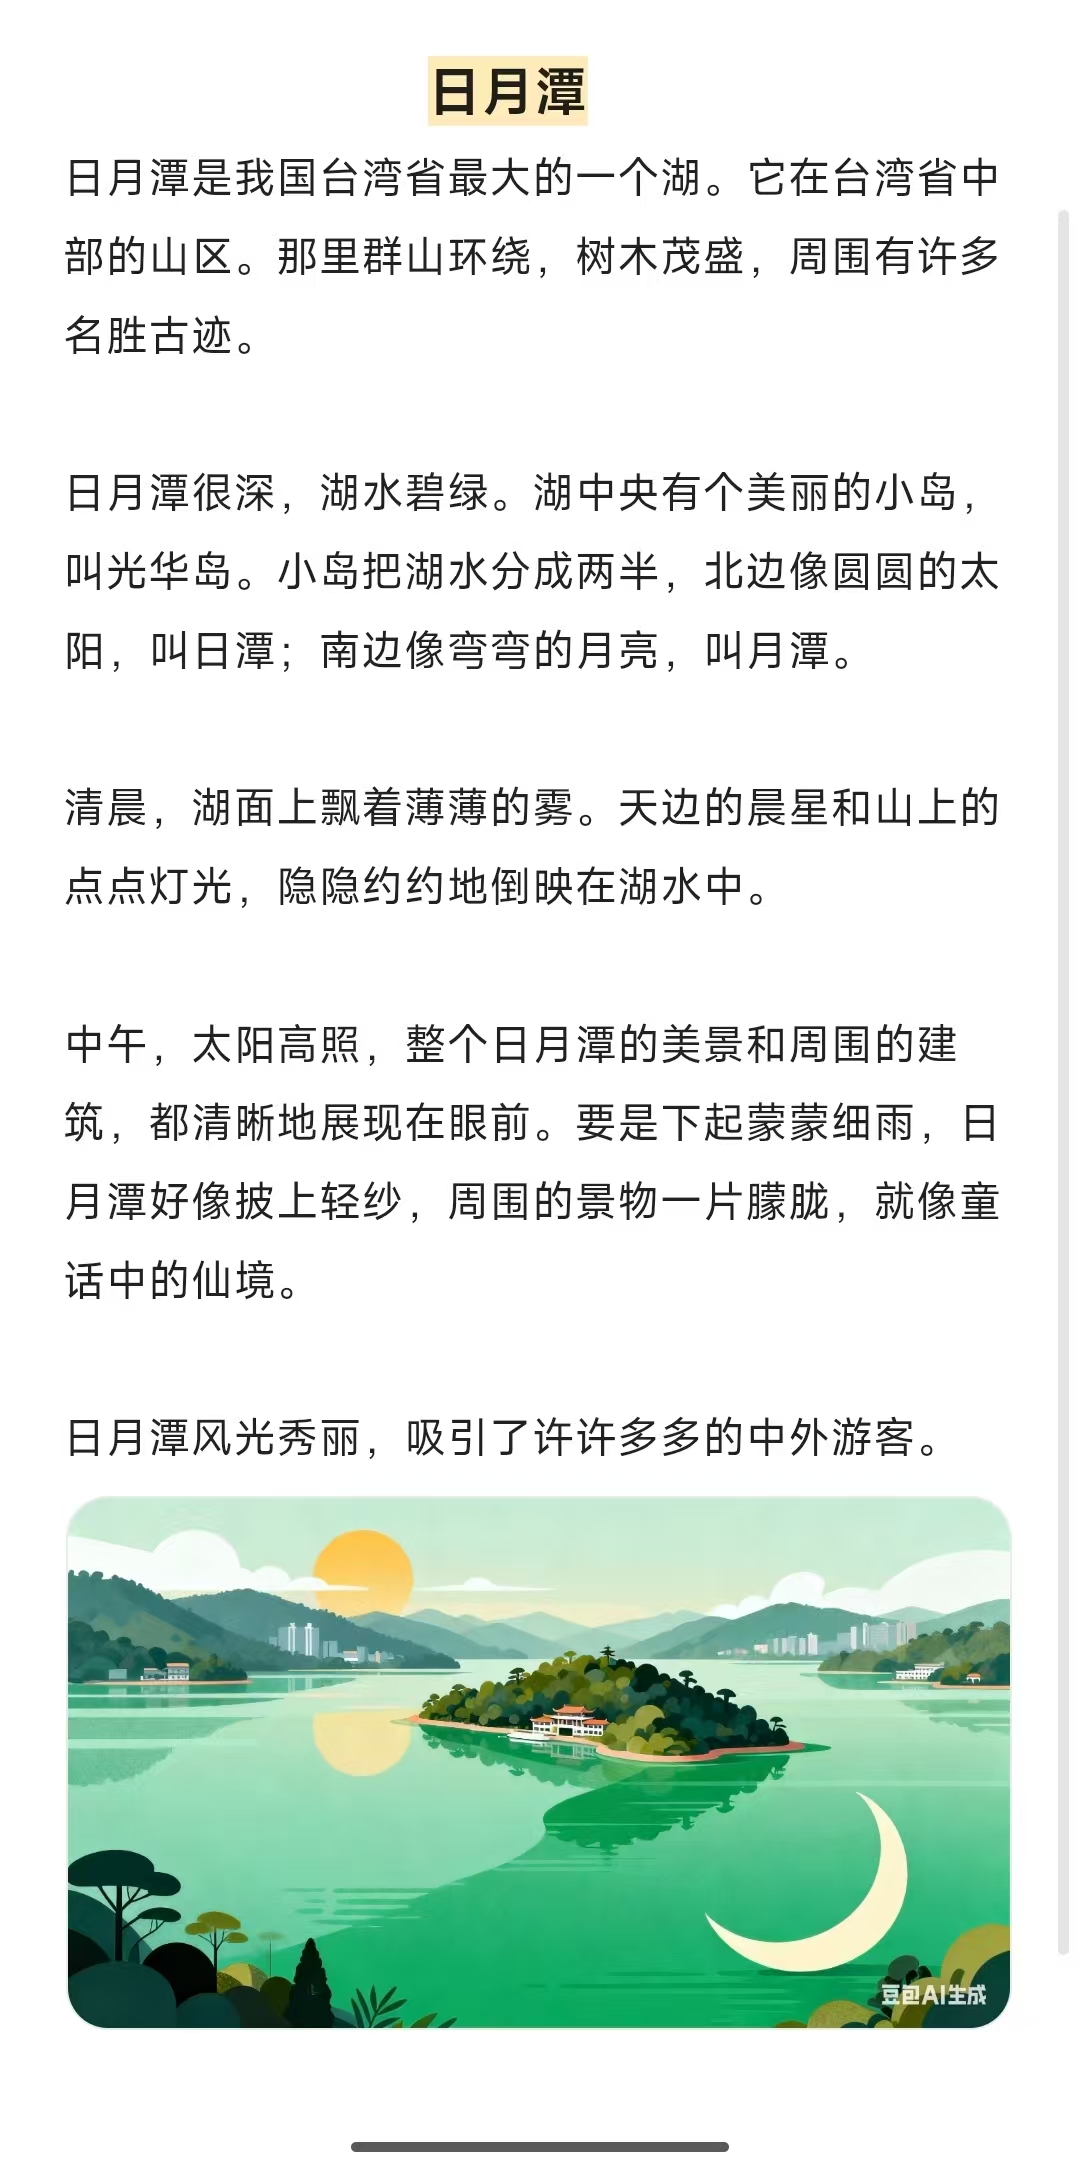 日月潭
日月潭是我国台湾省最大的一个湖。它在台湾省中
部的山区。那里群山环绕，树木茂盛，周围有许多
名胜古迹。
日月潭很深，湖水碧绿。湖中央有个美丽的小岛，
叫光华岛。小岛把湖水分成两半，北边像圆圆的太
阳，叫日潭；南边像弯弯的月亮，叫月潭。
清晨，湖面上飘着薄薄的雾。天边的晨星和山上的
点点灯光，隐隐约约地倒映在湖水中。
中午，太阳高照，整个日月潭的美景和周围的建
筑，都清晰地展现在眼前。要是下起蒙蒙细雨，日
月潭好像披上轻纱，周围的景物一片朦胧，就像童
话中的仙境。
日月潭风光秀丽，吸引了许许多多的中外游客。
豆包AI生成